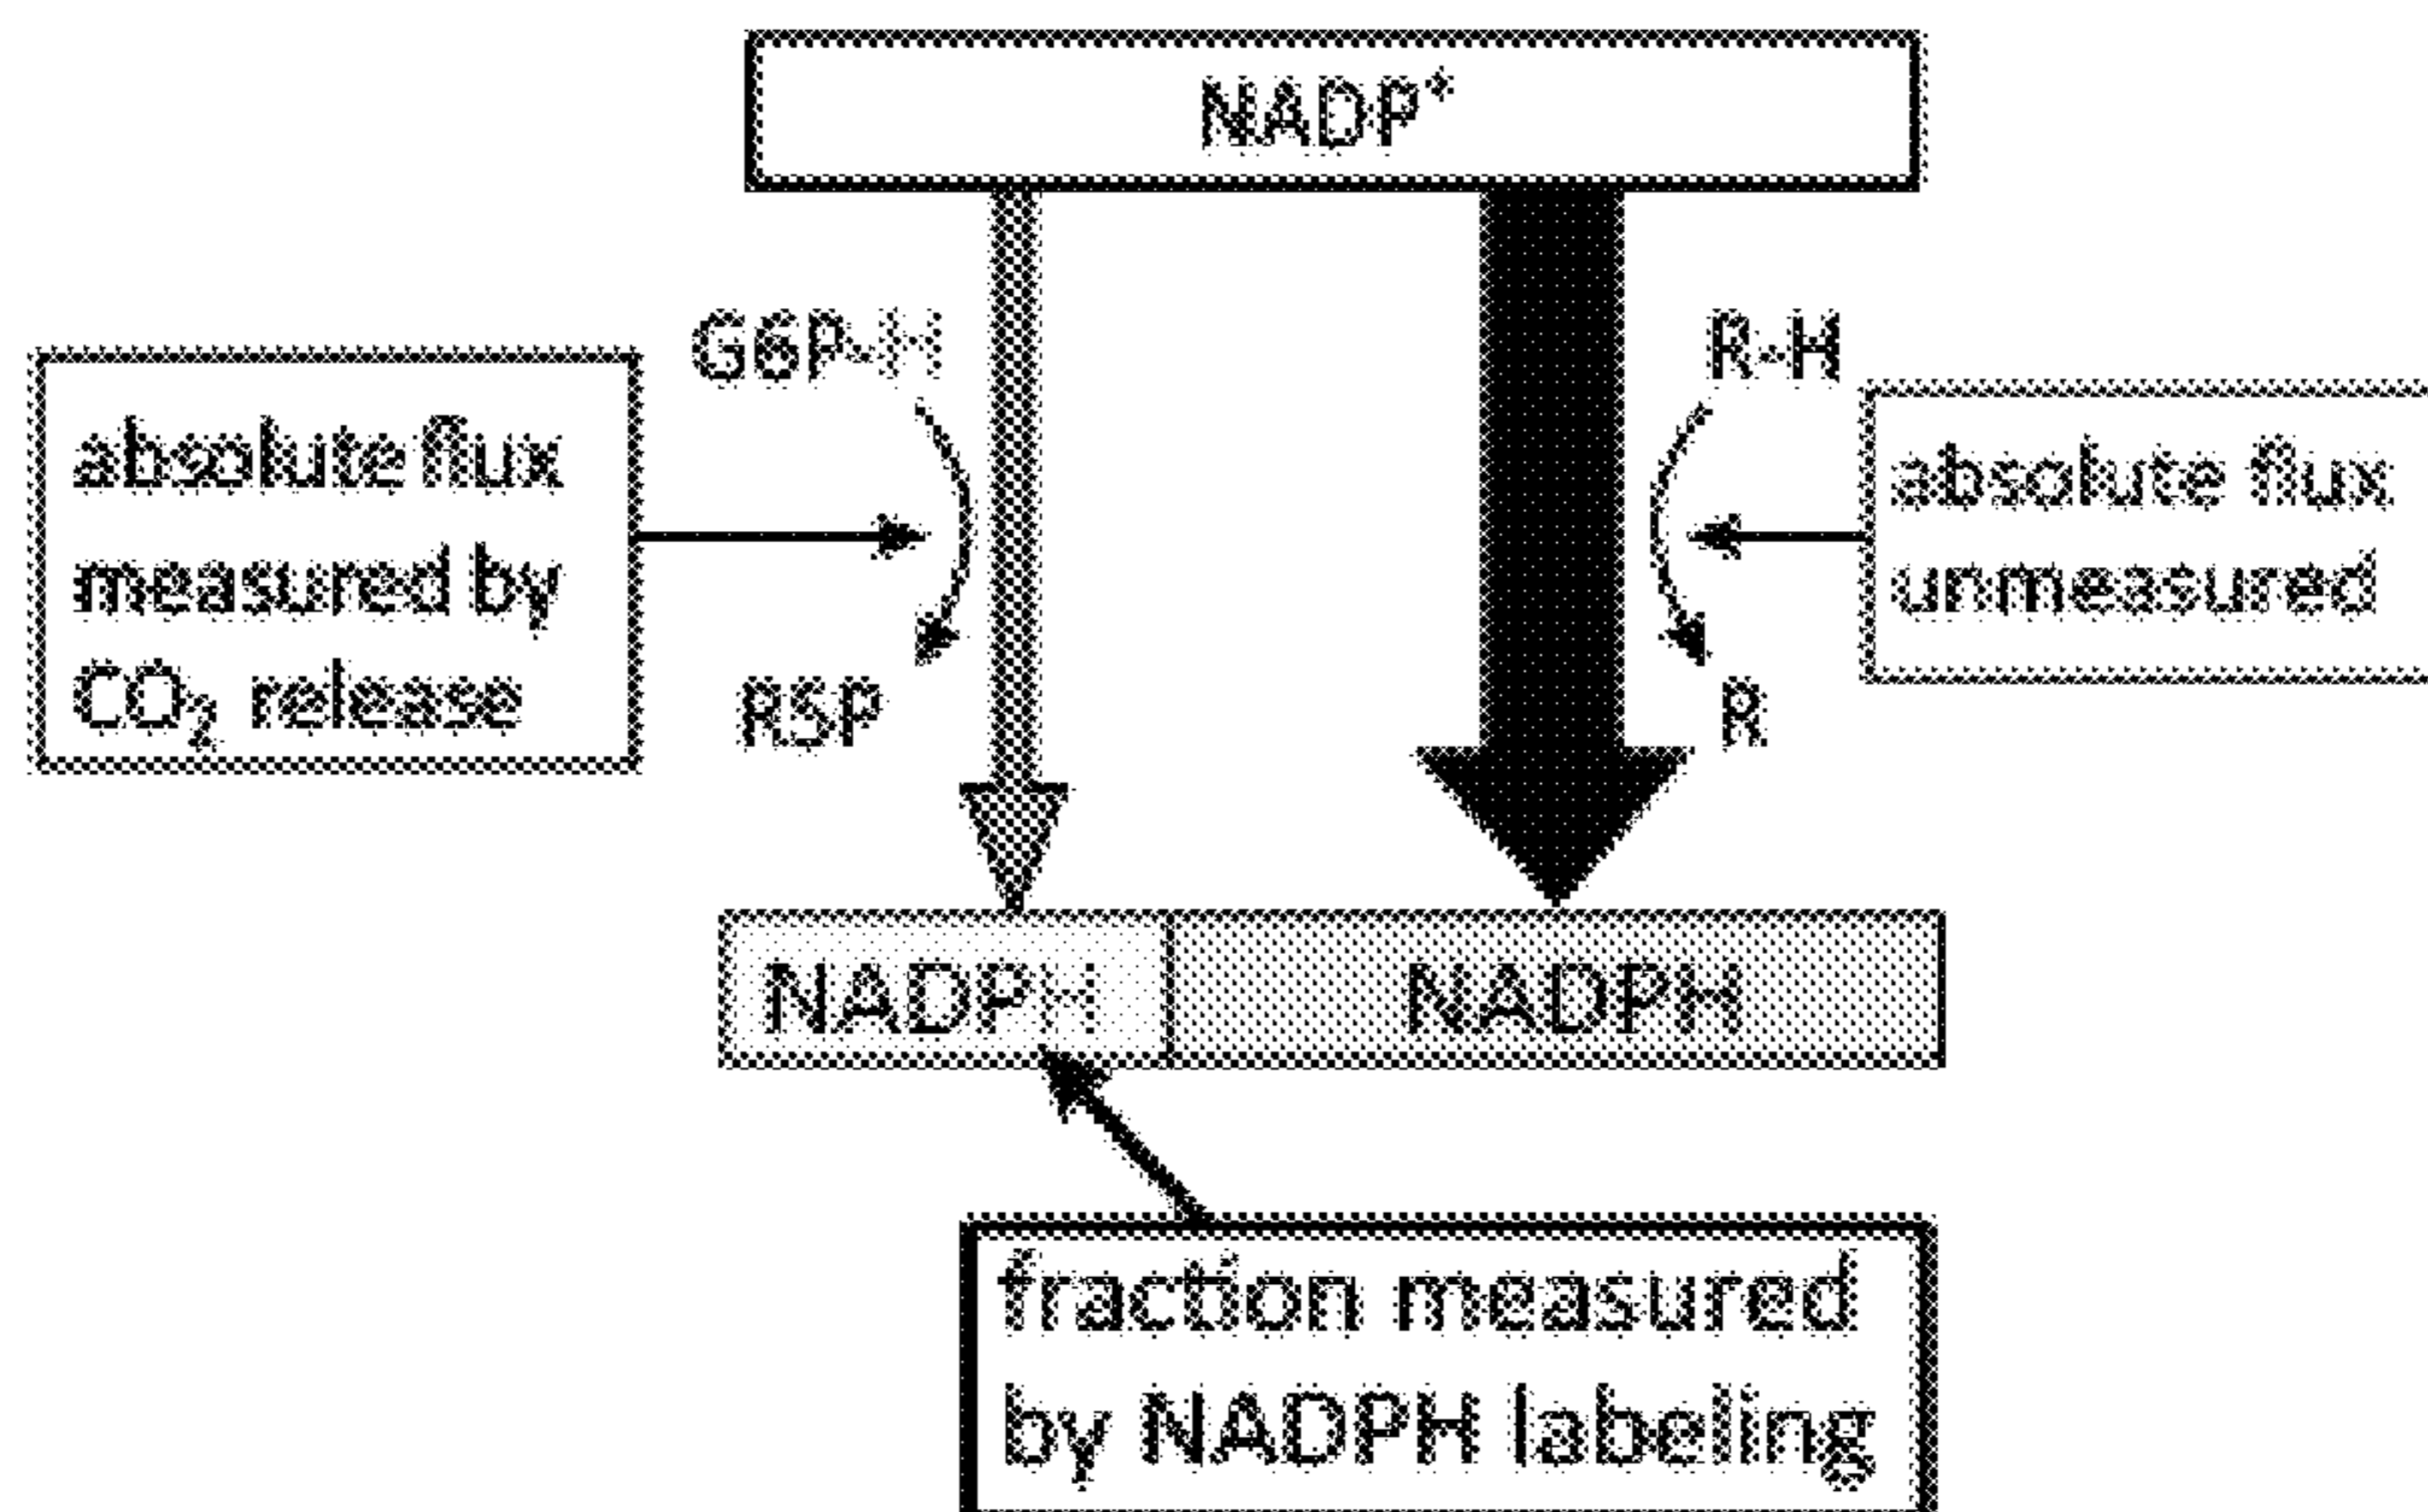 NADP⁺
G6P-H
R-H
absolute flux
measured by
CO₂ release
absolute flux
unmeasured
R5P
R
NADPH
NADPH
fraction measured
by NADPH labeling